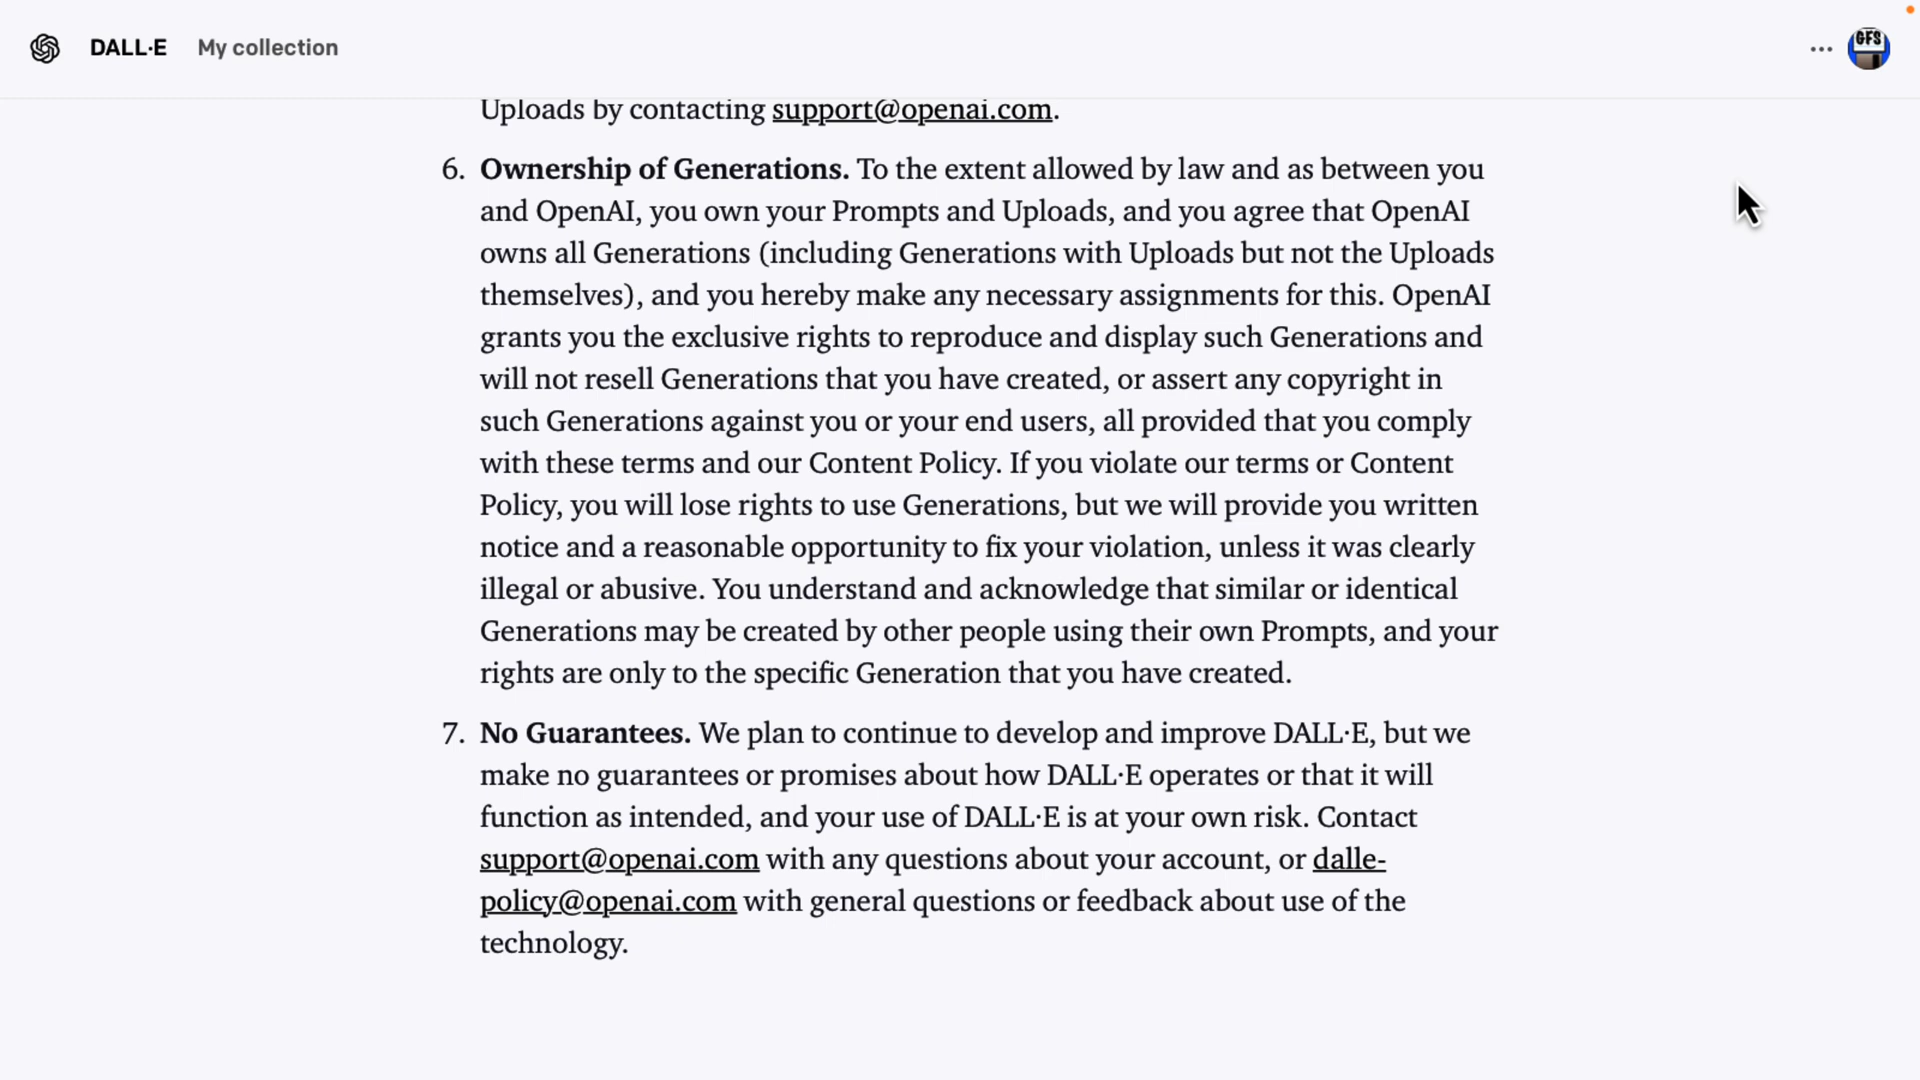 DALL·E My collection
GFS
Uploads by contacting support@openai.com.
6. Ownership of Generations. To the extent allowed by law and as between you
and OpenAI, you own your Prompts and Uploads, and you agree that OpenAI
owns all Generations (including Generations with Uploads but not the Uploads
themselves), and you hereby make any necessary assignments for this. OpenAI
grants you the exclusive rights to reproduce and display such Generations and
will not resell Generations that you have created, or assert any copyright in
such Generations against you or your end users, all provided that you comply
with these terms and our Content Policy. If you violate our terms or Content
Policy, you will lose rights to use Generations, but we will provide you written
notice and a reasonable opportunity to fix your violation, unless it was clearly
illegal or abusive. You understand and acknowledge that similar or identical
Generations may be created by other people using their own Prompts, and your
rights are only to the specific Generation that you have created.
7. No Guarantees. We plan to continue to develop and improve DALL·E, but we
make no guarantees or promises about how DALL·E operates or that it will
function as intended, and your use of DALL·E is at your own risk. Contact
support@openai.com with any questions about your account, or dalle-
policy@openai.com with general questions or feedback about use of the
technology.